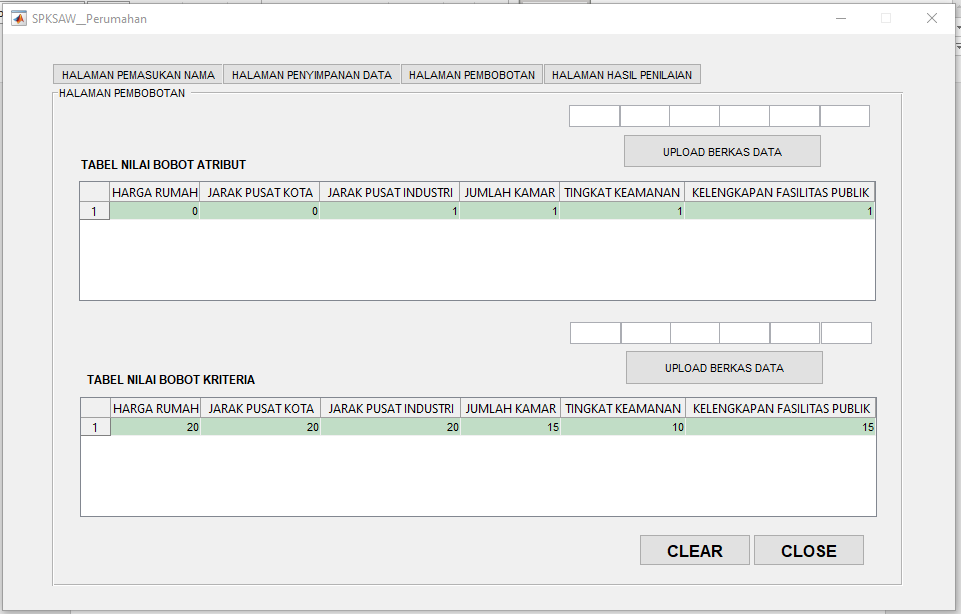 SPKSAW__Perumahan
HALAMAN PEMASUKAN NAMA HALAMAN PENYIMPANAN DATA HALAMAN PEMBOBOTAN HALAMAN HASIL PENILAIAN
HALAMAN PEMBOBOTAN
UPLOAD BERKAS DATA
TABEL NILAI BOBOT ATRIBUT
HARGA RUMAH JARAK PUSAT KOTA JARAK PUSAT INDUSTRI JUMLAH KAMAR TINGKAT KEAMANAN KELENGKAPAN FASILITAS PUBLIK
1 0 0 1 1 1 1
UPLOAD BERKAS DATA
TABEL NILAI BOBOT KRITERIA
HARGA RUMAH JARAK PUSAT KOTA JARAK PUSAT INDUSTRI JUMLAH KAMAR TINGKAT KEAMANAN KELENGKAPAN FASILITAS PUBLIK
1 20 20 20 15 10 15
CLEAR CLOSE